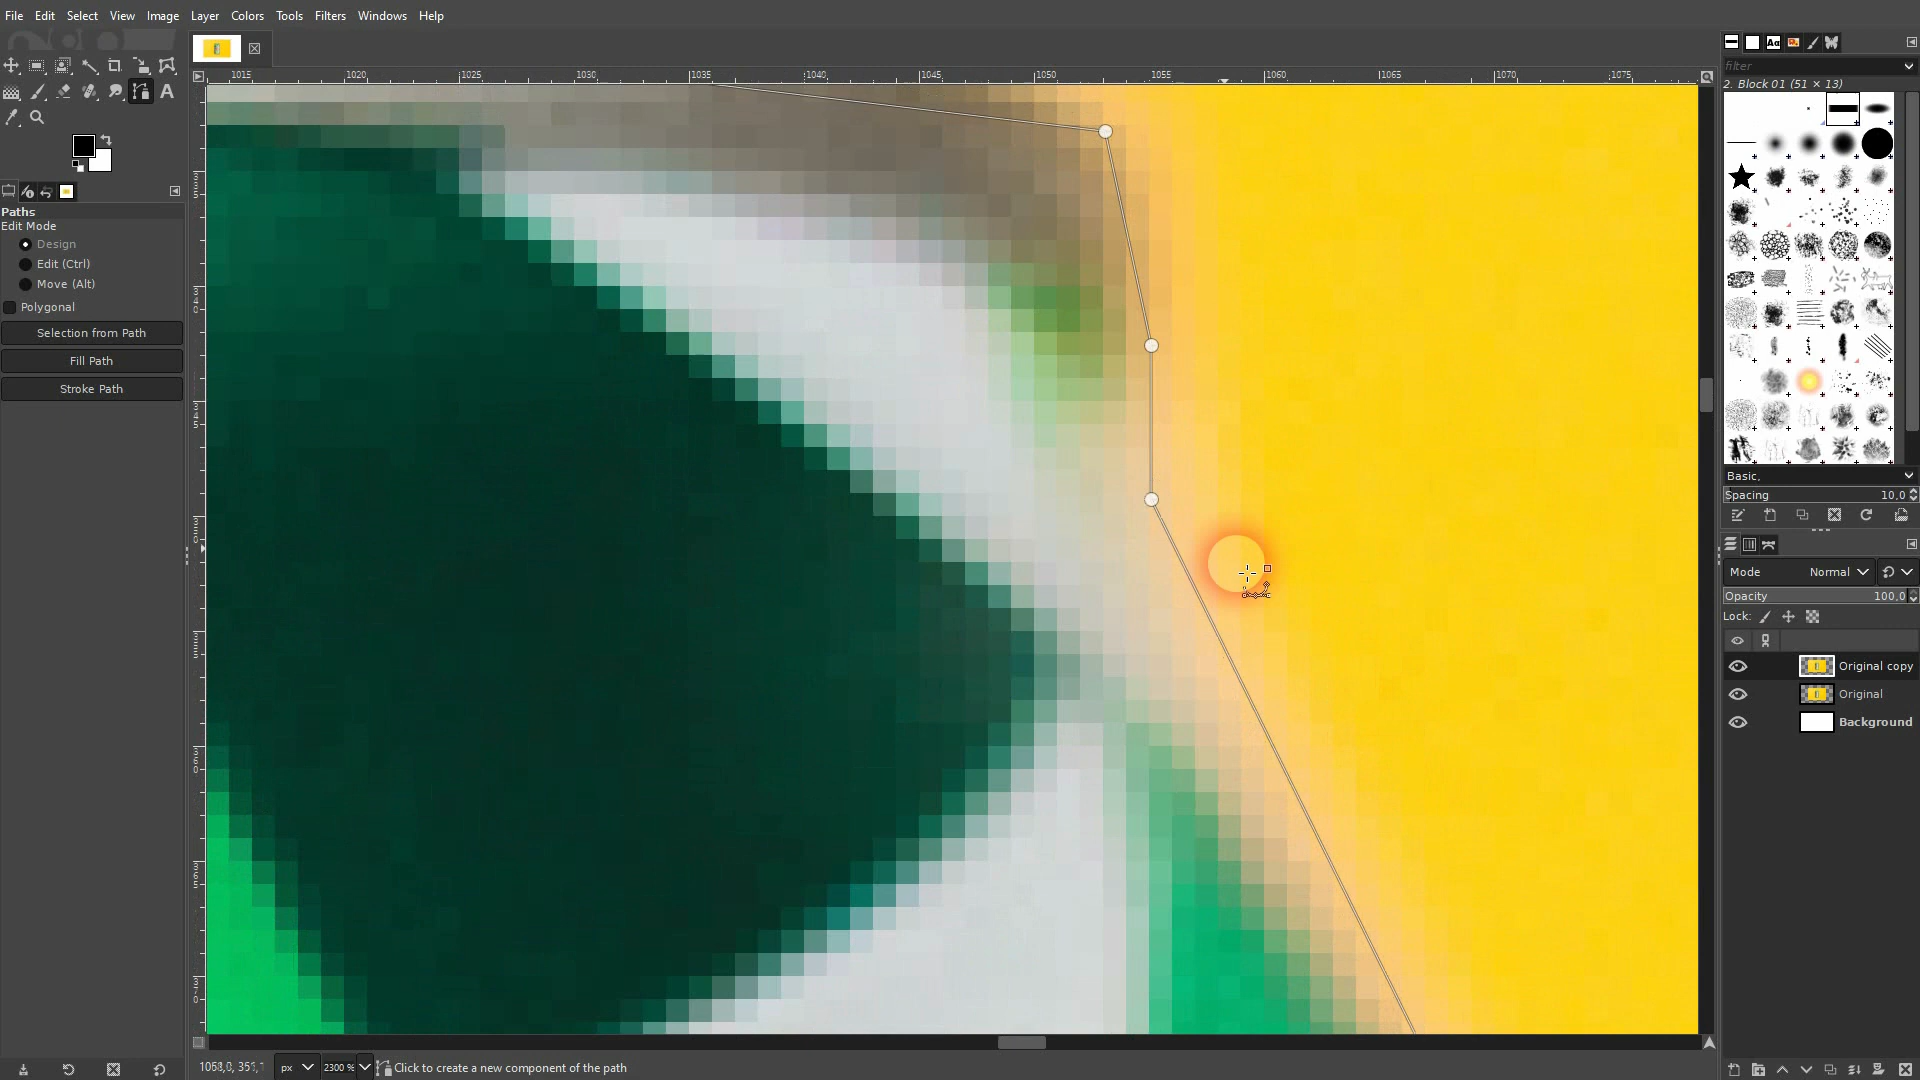 File Edit Select View Image Layer Colors Tools Filters Windows Help
1015 1020 1025 1030 1035 1040 1045 1050 1055 1060 1065 1070 1075
filter
2. Block 01 (51 × 13)
Paths
Edit Mode
Design
Edit (Ctrl)
Move (Alt)
Polygonal
Selection from Path
Fill Path
Stroke Path
Basic,
Spacing 10,0
Mode Normal
Opacity 100,0
Lock:
Original copy
Original
Background
px 2300 % Click to create a new component of the path